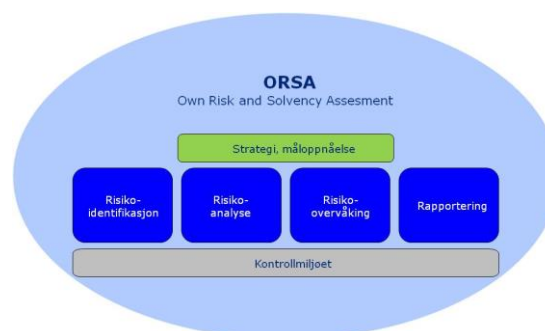 ORSA
Own Risk and Solvency Assesment
Strategi, måloppnåelse
Risiko-
identifikasjon
Risiko-
analyse
Risiko-
overvåking
Rapportering
Kontrollmiljøet